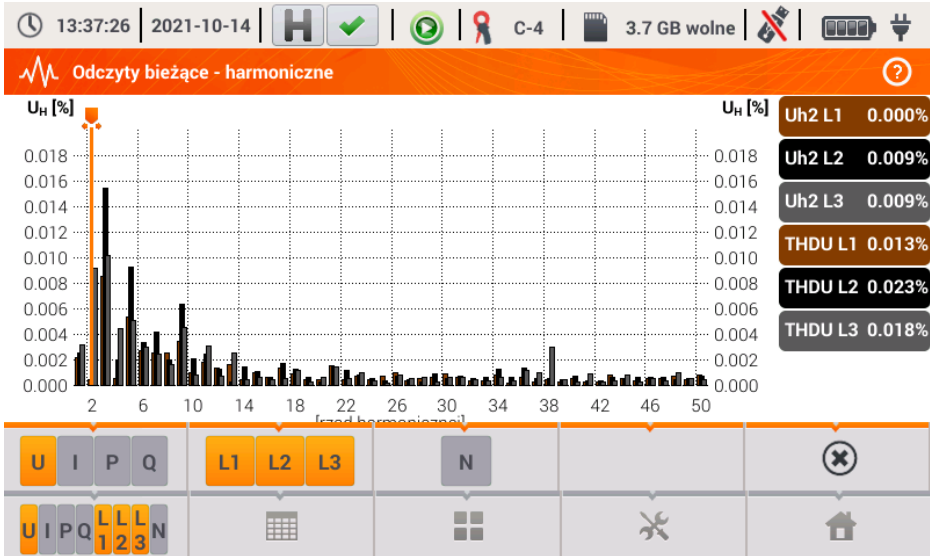 13:37:26 2021-10-14 H C-4 3.7 GB wolne
Odczyty bieżące - harmoniczne ?
UH [%] UH [%]
0.018 0.018
0.016 0.016
0.014 0.014
0.012 0.012
0.010 0.010
0.008 0.008
0.006 0.006
0.004 0.004
0.002 0.002
0.000 0.000
2 6 10 14 18 22 26 30 34 38 42 46 50
[rząd harmonicznej]
Uh2 L1 0.000%
Uh2 L2 0.009%
Uh2 L3 0.009%
THDU L1 0.013%
THDU L2 0.023%
THDU L3 0.018%
U I P Q L1 L2 L3 N
U I P Q L1 L2 L3 N